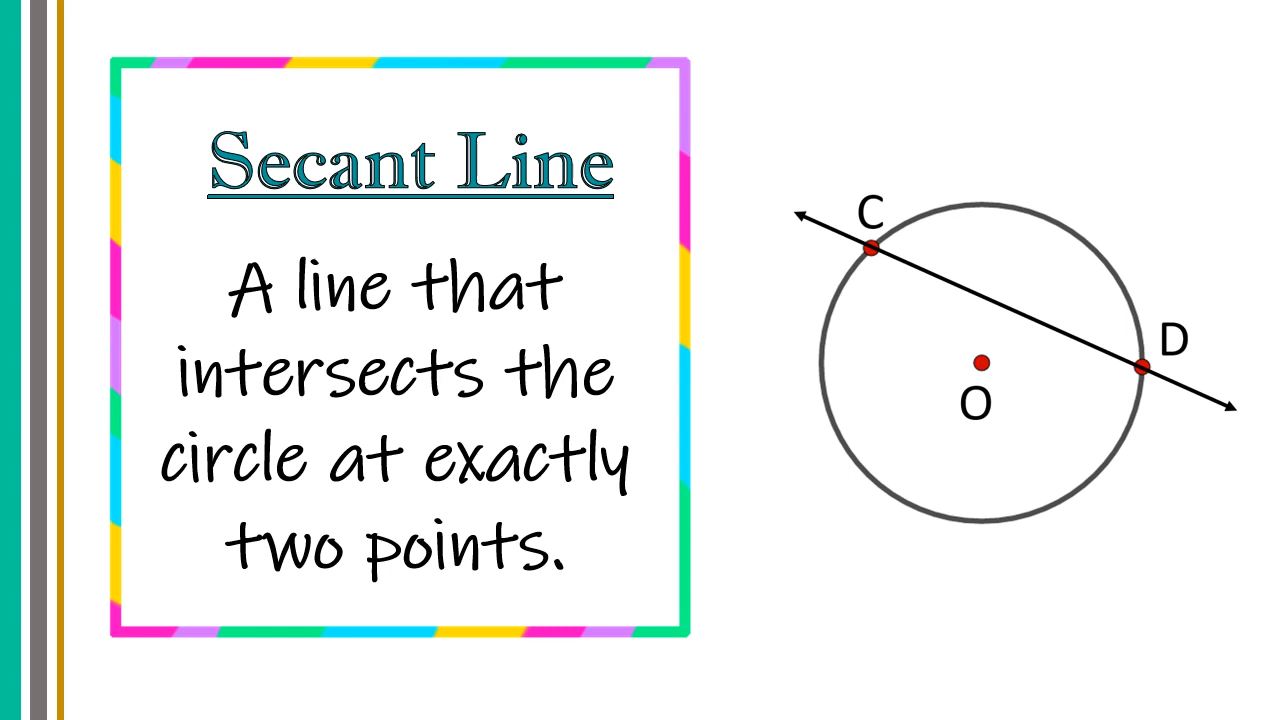 Secant Line
A line that
intersects the
circle at exactly
two points.
C
D
O